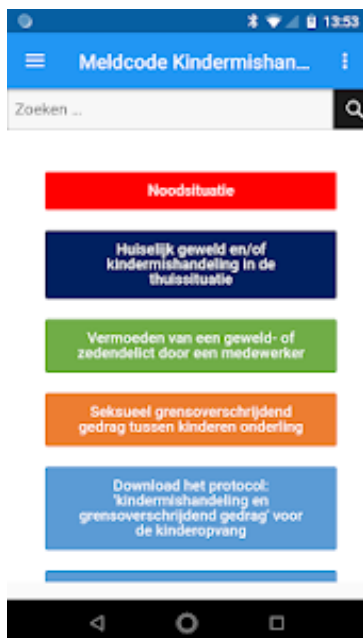 13:53
Meldcode Kindermishan...
Zoeken ...
Noodsituatie
Huiselijk geweld en/of
kindermishandeling in de
thuissituatie
Vermoeden van een geweld- of
zedendelict door een medewerker
Seksueel grensoverschrijdend
gedrag tussen kinderen onderling
Download het protocol:
'kindermishandeling en
grensoverschrijdend gedrag' voor
de kinderopvang